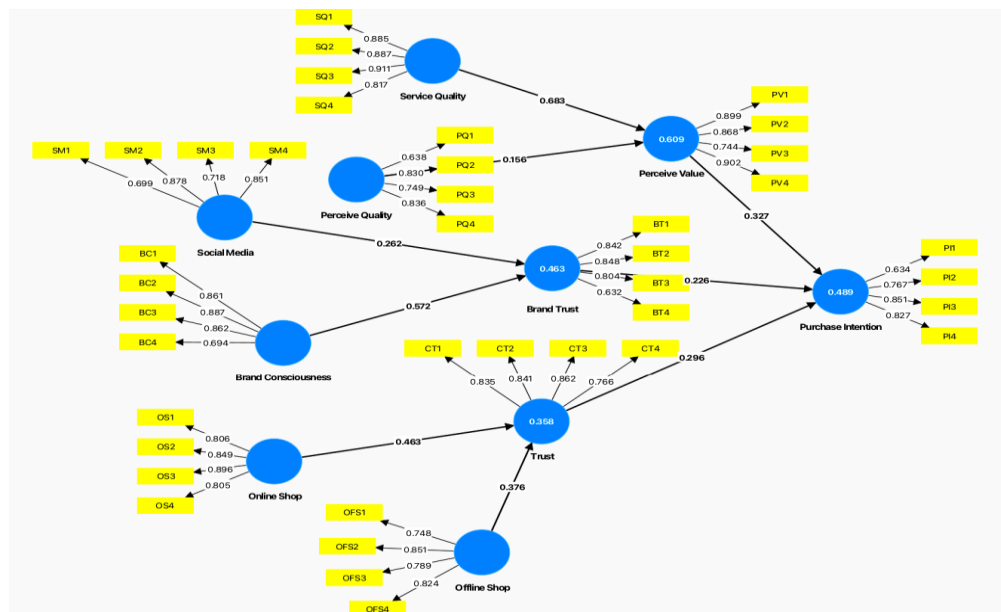 SQ1
0.885
SQ2
0.887
SQ3
0.911
SQ4
0.817
Service Quality
0.683
PV1
0.899
PV2
0.868
0.609
PV3
0.744
PV4
0.902
Perceive Value
SM1
SM2
SM3
SM4
0.699
0.878
0.718
0.851
Social Media
PQ1
0.638
PQ2
0.156
0.830
PQ3
0.749
PQ4
0.836
Perceive Quality
0.327
0.262
BC1
0.861
BC2
0.887
BC3
0.862
BC4
0.694
Brand Consciousness
0.572
BT1
0.842
BT2
0.848
0.463
BT3
0.804
0.226
BT4
0.632
Brand Trust
PI1
0.634
PI2
0.767
0.489
PI3
0.851
PI4
0.827
Purchase Intention
CT1
CT2
CT3
CT4
0.835
0.841
0.862
0.766
0.296
0.358
Trust
OS1
0.806
OS2
0.849
OS3
0.896
OS4
0.805
Online Shop
0.463
0.376
OFS1
0.748
OFS2
0.851
OFS3
0.789
OFS4
0.824
Offline Shop